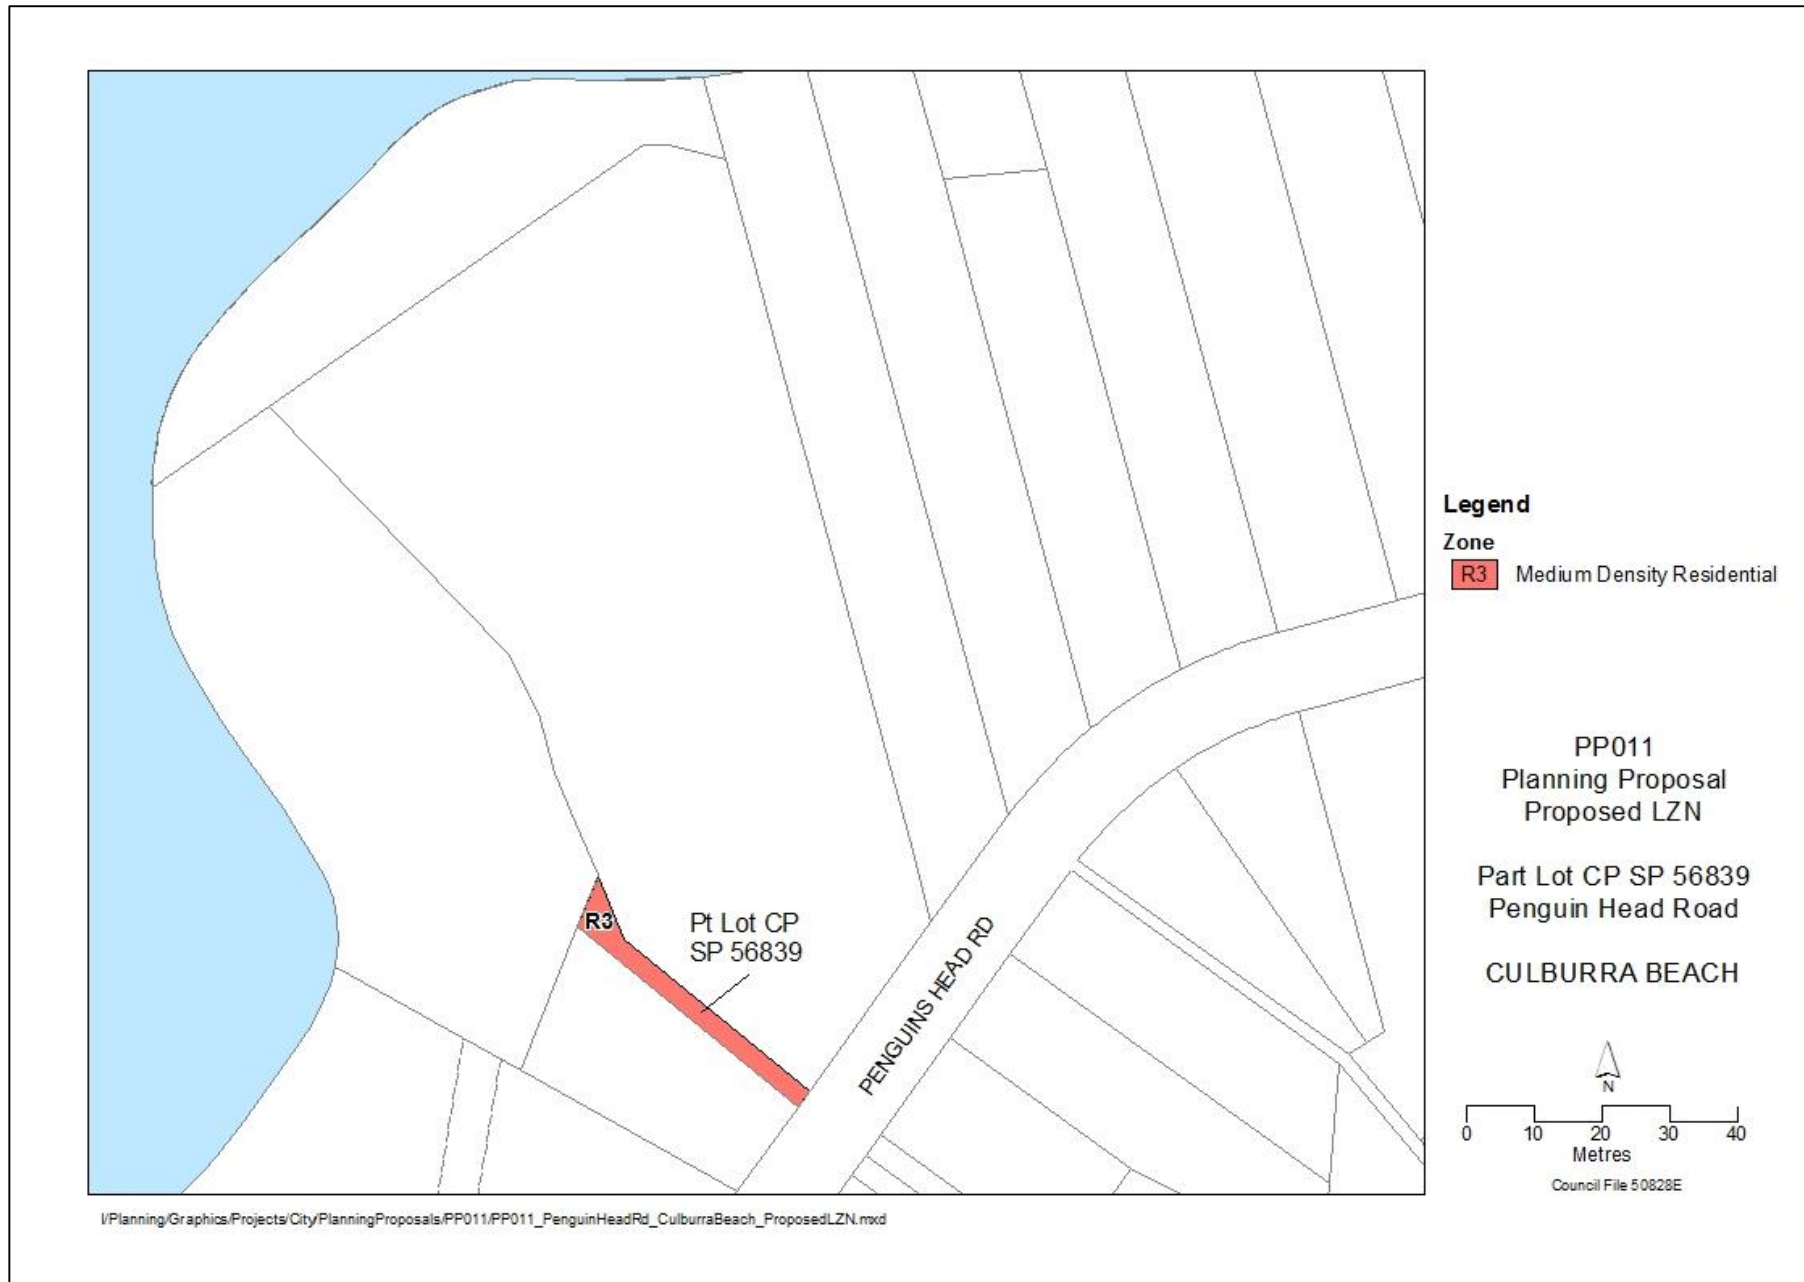 R3
Pt Lot CP
SP 56839
PENGUINS HEAD RD
Legend
Zone
R3 Medium Density Residential
PP011
Planning Proposal
Proposed LZN
Part Lot CP SP 56839
Penguin Head Road
CULBURRA BEACH
N
0 10 20 30 40
Metres
Council File 50828E
I/Planning/Graphics/Projects/City/PlanningProposals/PP011/PP011_PenguinHeadRd_CulburraBeach_ProposedLZN.mxd